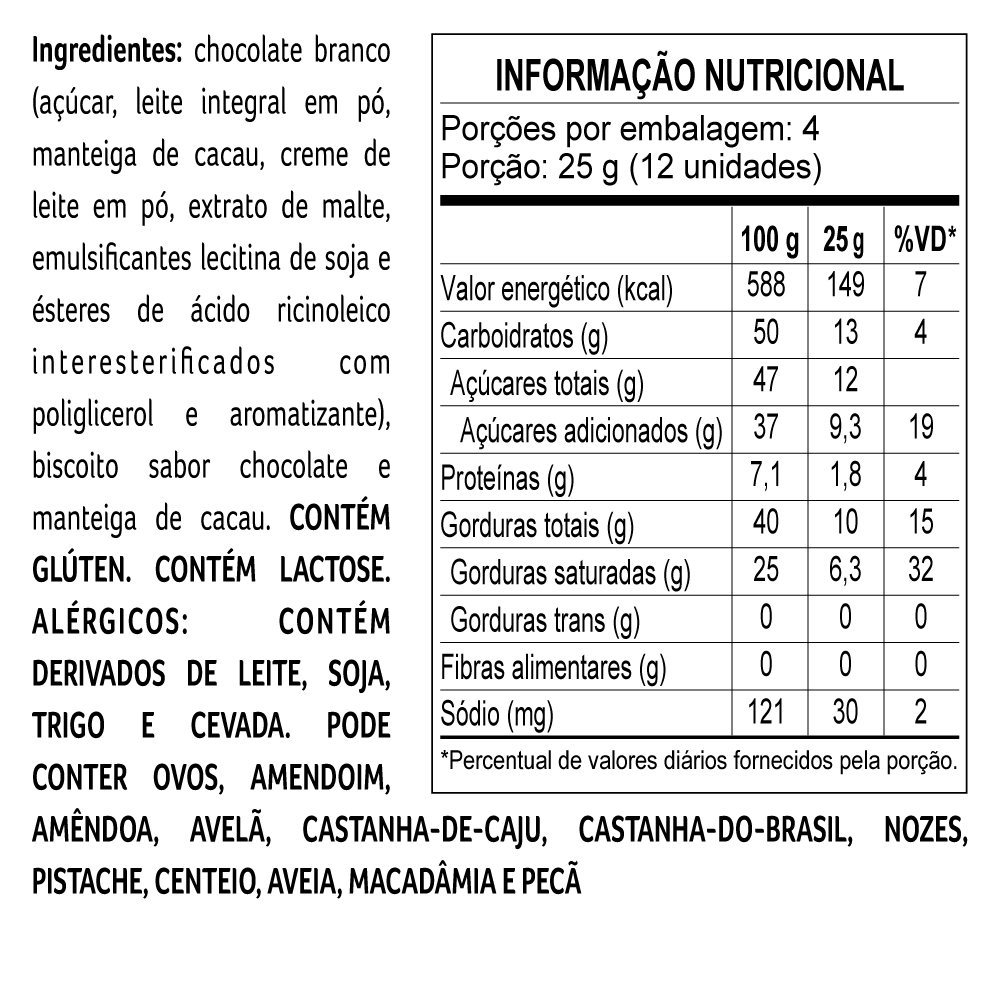 Ingredientes: chocolate branco
(açúcar, leite integral em pó,
manteiga de cacau, creme de
leite em pó, extrato de malte,
emulsificantes lecitina de soja e
ésteres de ácido ricinoleico
interesterificados com
poliglicerol e aromatizante),
biscoito sabor chocolate e
manteiga de cacau. CONTÉM
GLÚTEN. CONTÉM LACTOSE.
ALÉRGICOS: CONTÉM
DERIVADOS DE LEITE, SOJA,
TRIGO E CEVADA. PODE
CONTER OVOS, AMENDOIM,
AMÊNDOA, AVELÃ, CASTANHA-DE-CAJU, CASTANHA-DO-BRASIL, NOZES,
PISTACHE, CENTEIO, AVEIA, MACADÂMIA E PECÃ
INFORMAÇÃO NUTRICIONAL
Porções por embalagem: 4
Porção: 25 g (12 unidades)
100 g 25 g %VD*
Valor energético (kcal) 588 149 7
Carboidratos (g) 50 13 4
Açúcares totais (g) 47 12
Açúcares adicionados (g) 37 9,3 19
Proteínas (g) 7,1 1,8 4
Gorduras totais (g) 40 10 15
Gorduras saturadas (g) 25 6,3 32
Gorduras trans (g) 0 0 0
Fibras alimentares (g) 0 0 0
Sódio (mg) 121 30 2
*Percentual de valores diários fornecidos pela porção.